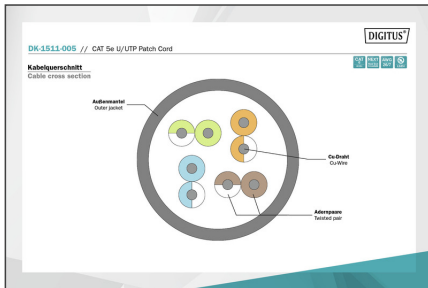 DIGITUS®
DK-1511-005 // CAT 5e U/UTP Patch Cord
Kabelquerschnitt
Cable cross section
Außenmantel
Outer jacket
Cu-Draht
Cu-Wire
Adernpaare
Twisted pair